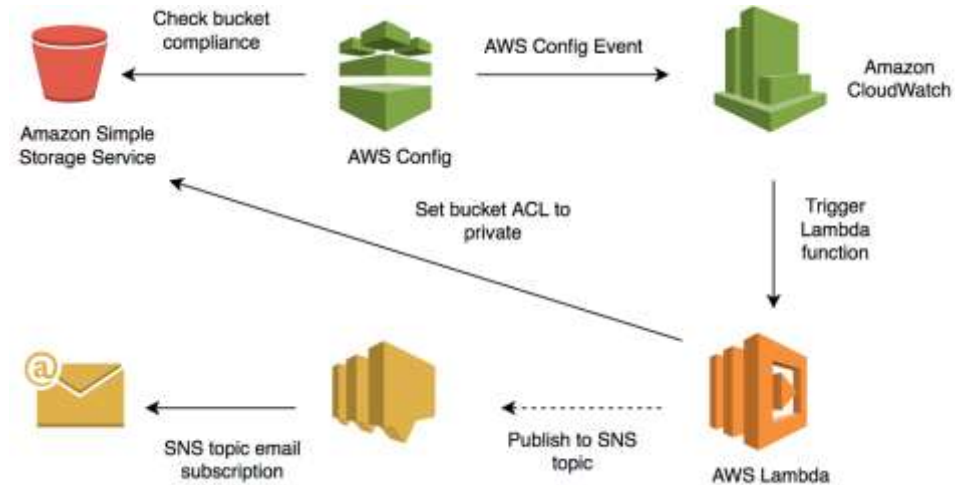 Check bucket
compliance
AWS Config Event
Amazon
CloudWatch
Amazon Simple
Storage Service
AWS Config
Set bucket ACL to
private
Trigger
Lambda
function
@
SNS topic email
subscription
Publish to SNS
topic
AWS Lambda